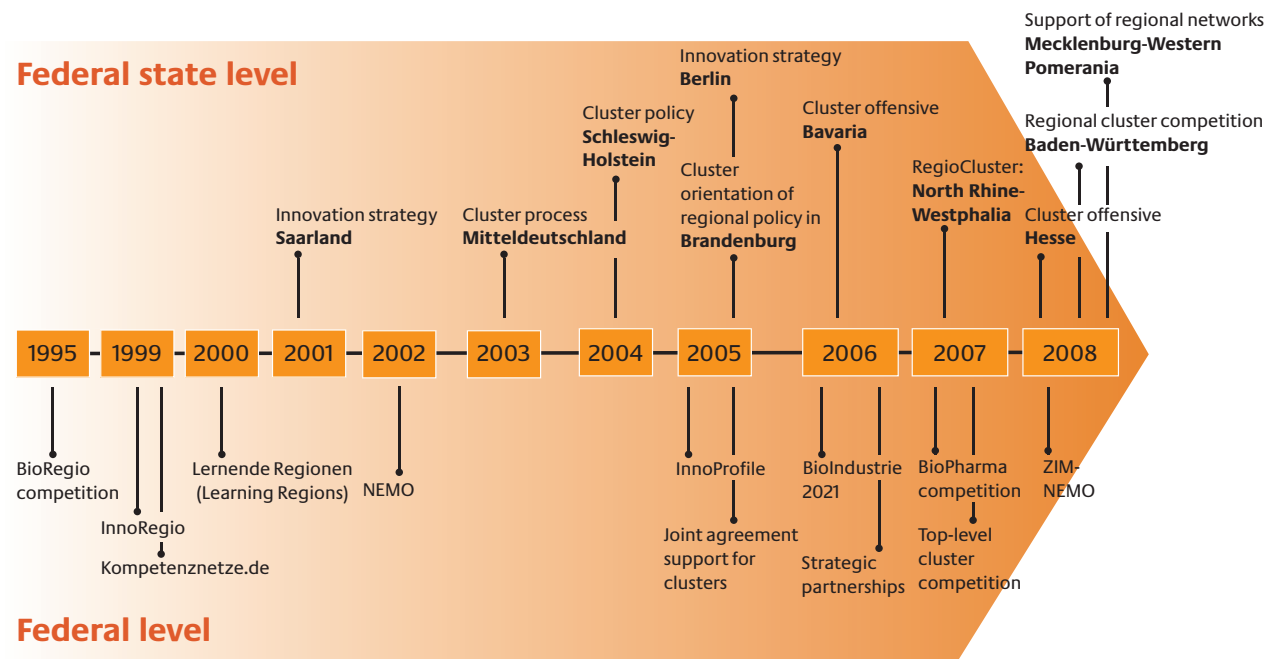 Federal state level
Innovation strategy
Saarland
Cluster process
Mitteldeutschland
Cluster policy
Schleswig-
Holstein
Innovation strategy
Berlin
Cluster
orientation of
regional policy in
Brandenburg
Cluster offensive
Bavaria
RegioCluster:
North Rhine-
Westphalia
Support of regional networks
Mecklenburg-Western
Pomerania
Regional cluster competition
Baden-Württemberg
Cluster offensive
Hesse
1995 1999 2000 2001 2002 2003 2004 2005 2006 2007 2008
BioRegio
competition
InnoRegio
Kompetenznetze.de
Lernende Regionen
(Learning Regions)
NEMO
InnoProfile
Joint agreement
support for
clusters
BioIndustrie
2021
Strategic
partnerships
BioPharma
competition
Top-level
cluster
competition
ZIM-
NEMO
Federal level